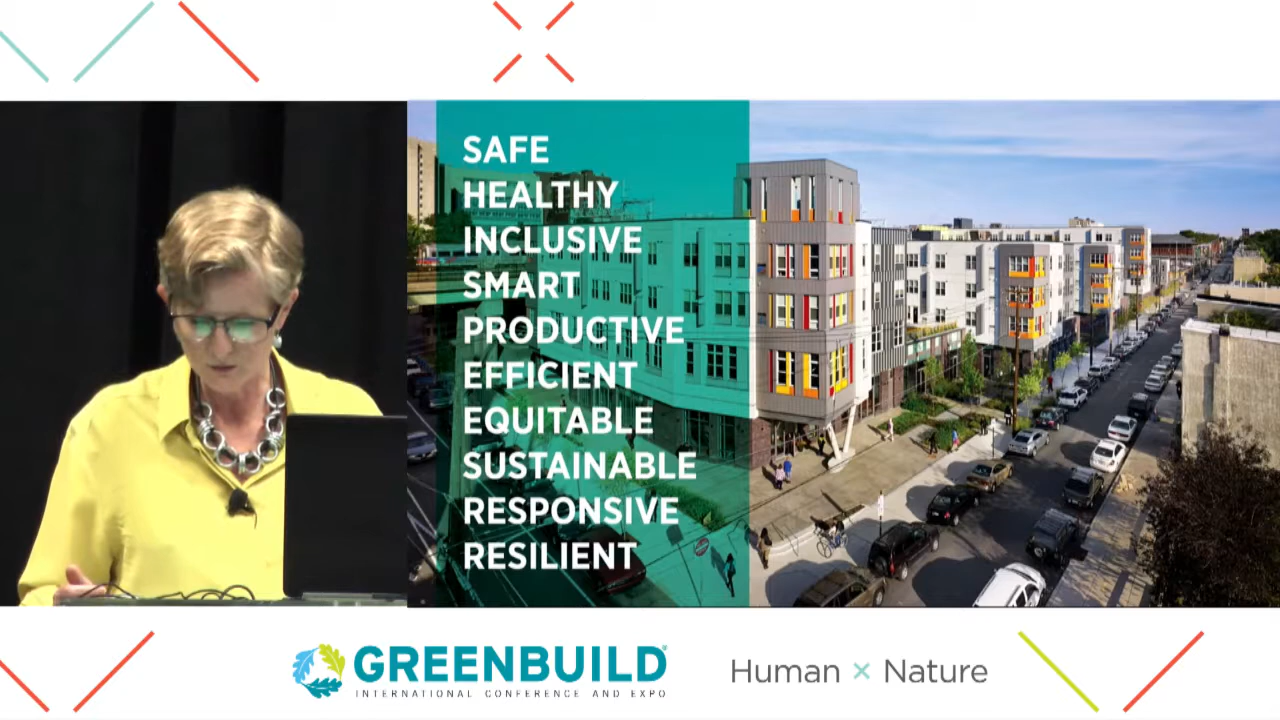 SAFE
HEALTHY
INCLUSIVE
SMART
PRODUCTIVE
EFFICIENT
EQUITABLE
SUSTAINABLE
RESPONSIVE
RESILIENT
GREENBUILD®
INTERNATIONAL CONFERENCE AND EXPO
Human × Nature